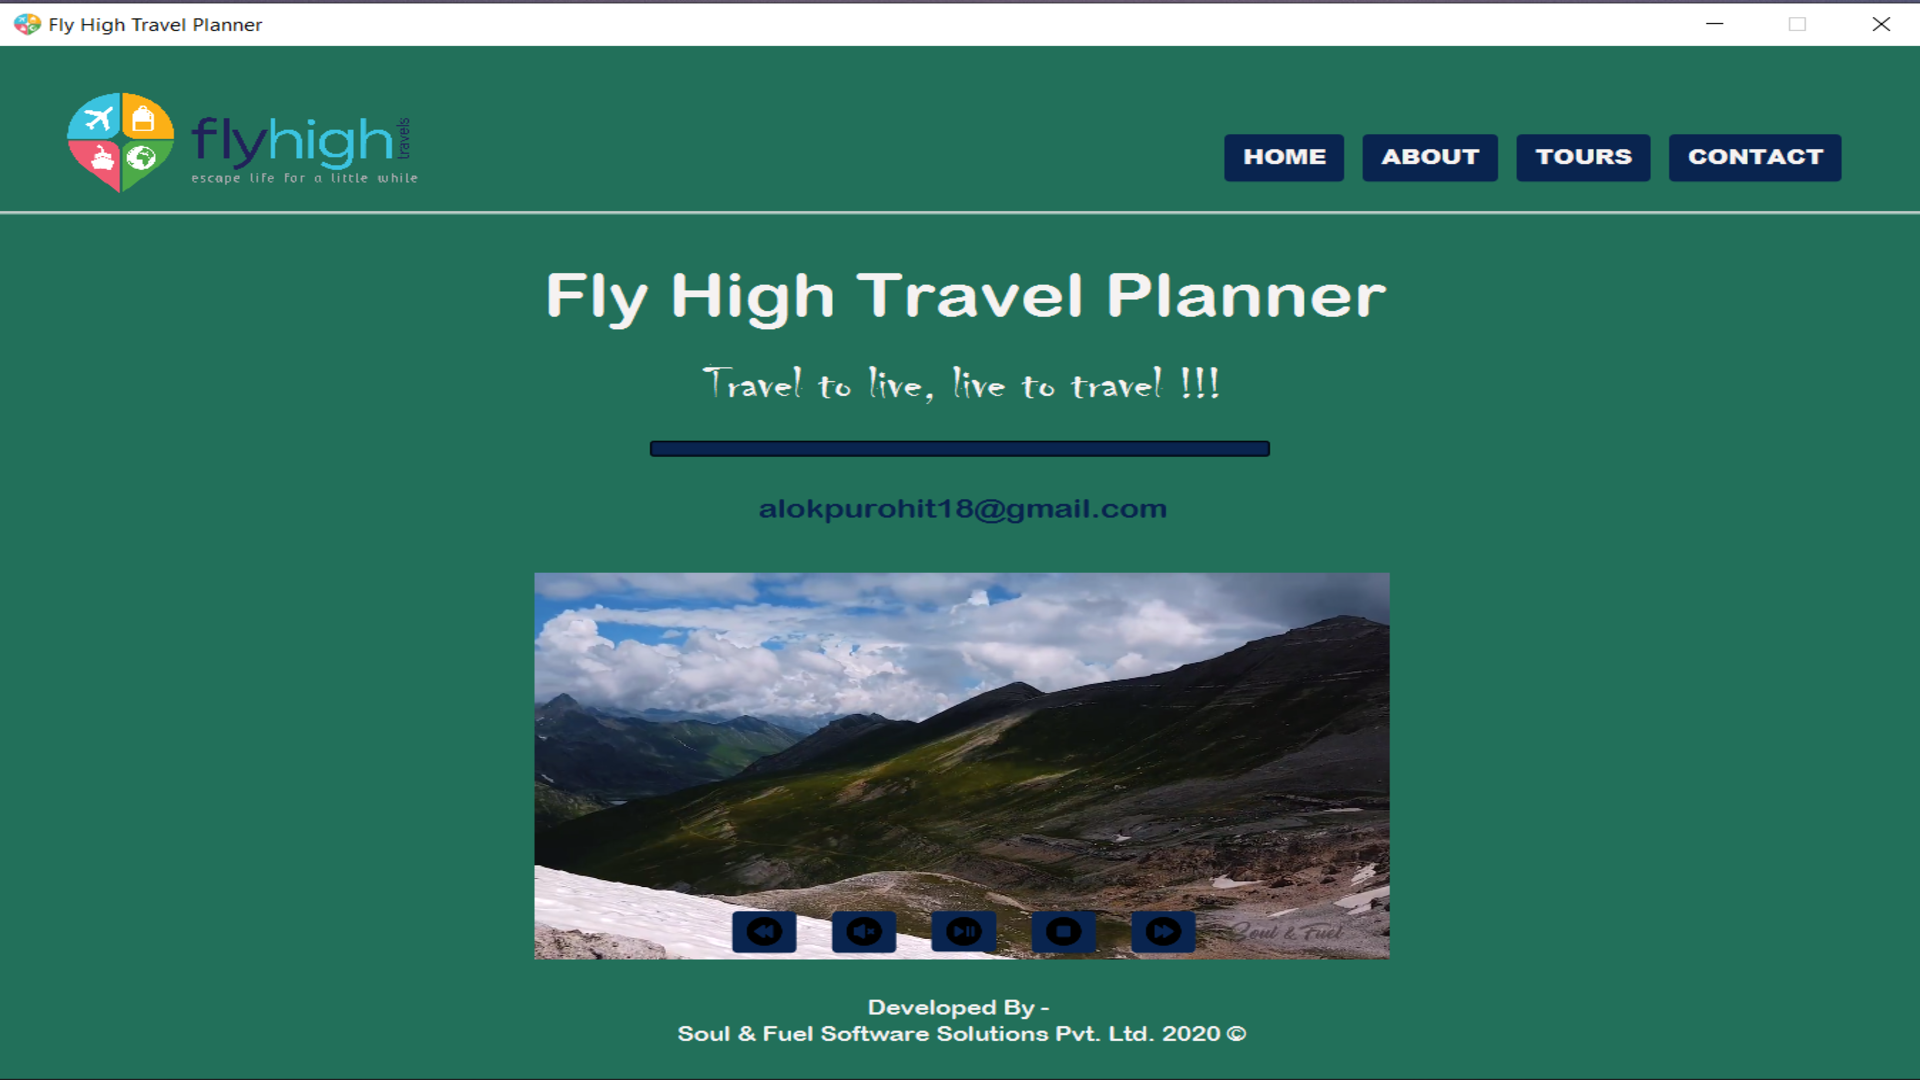 Fly High Travel Planner
flyhigh travels
escape life for a little while
HOME ABOUT TOURS CONTACT
Fly High Travel Planner
Travel to live, live to travel !!!
alokpurohit18@gmail.com
Soul & Fuel
Developed By -
Soul & Fuel Software Solutions Pvt. Ltd. 2020 ©